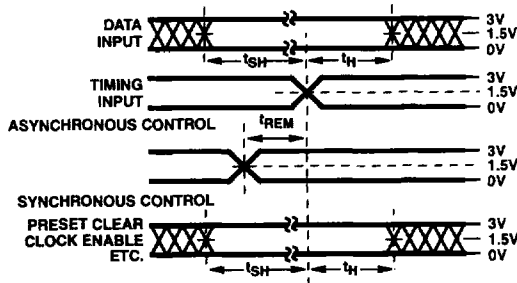 DATA
INPUT
3V
1.5V
0V
tSH
tH
TIMING
INPUT
3V
1.5V
0V
ASYNCHRONOUS CONTROL
tREM
3V
1.5V
0V
SYNCHRONOUS CONTROL
PRESET CLEAR
CLOCK ENABLE
ETC.
3V
1.5V
0V
tSH
tH